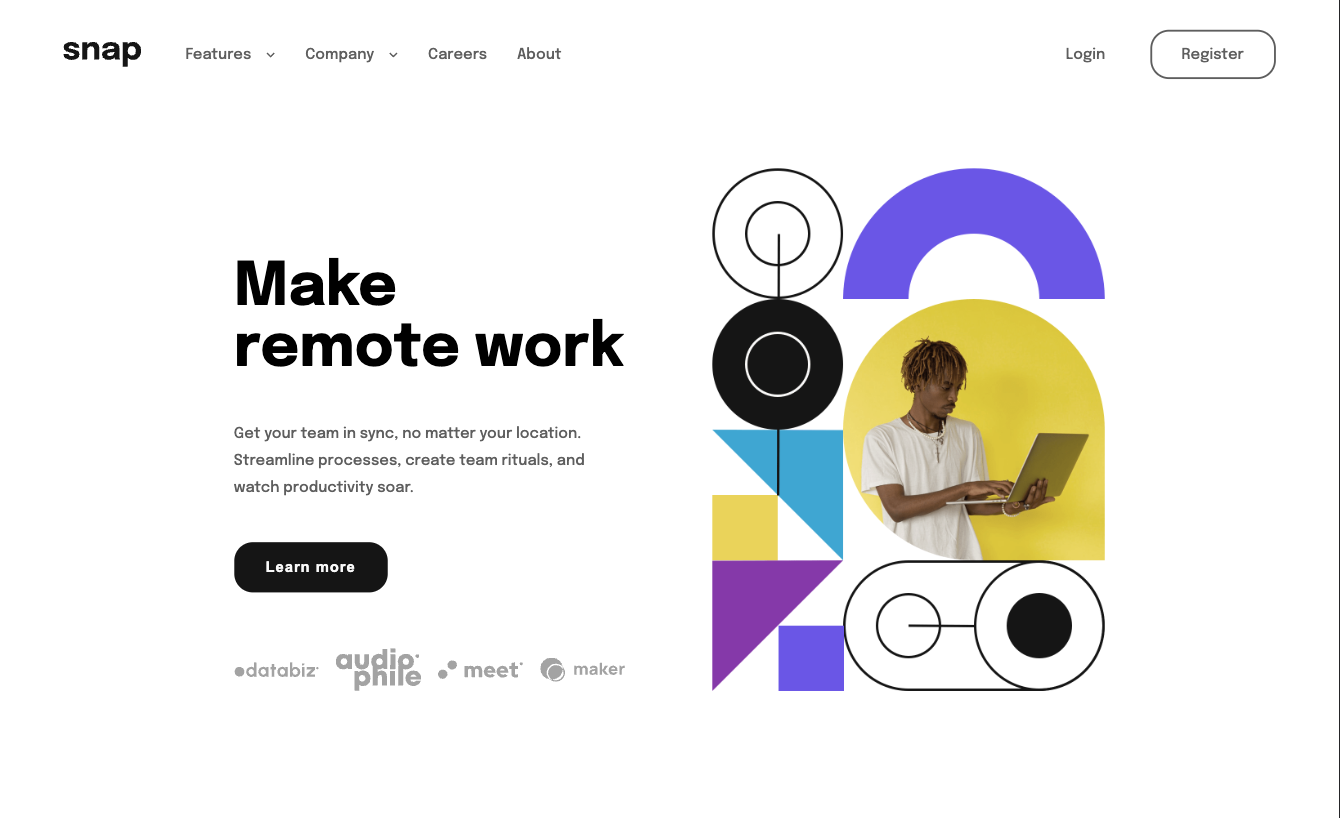 snap
Features
Company
Careers
About
Login
Register
Make
remote work
Get your team in sync, no matter your location.
Streamline processes, create team rituals, and
watch productivity soar.
Learn more
databiz
audiophile
meet
maker